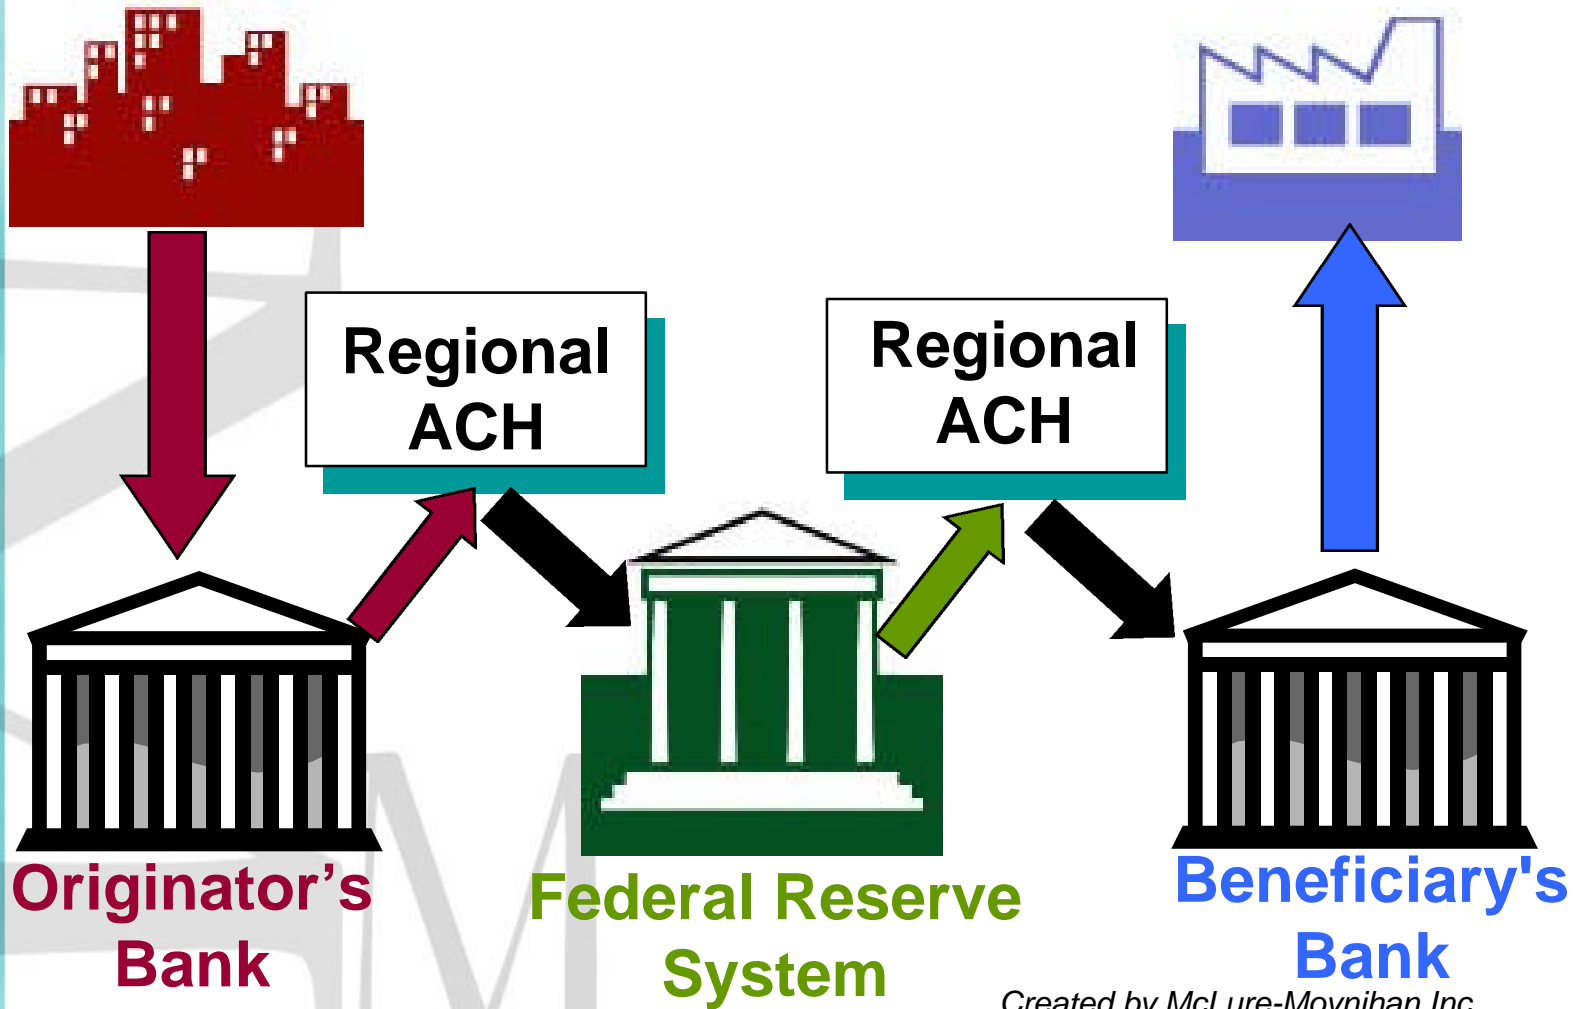 Regional
ACH
Regional
ACH
Originator’s
Bank
Federal Reserve
System
Beneficiary's
Bank
Created by McLure-Moynihan Inc